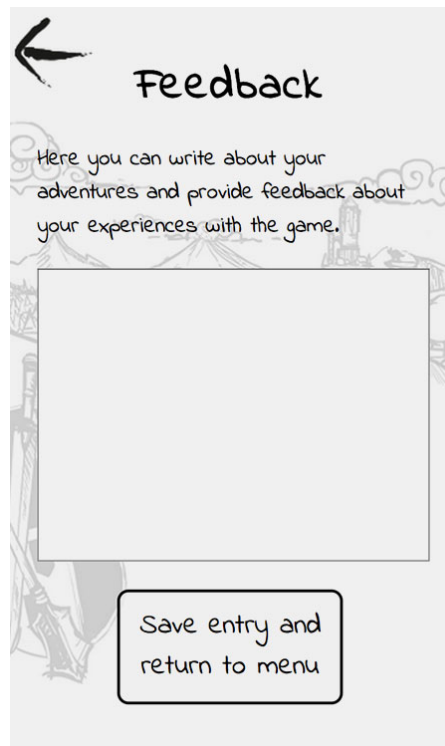 Feedback
Here you can write about your
adventures and provide feedback about
your experiences with the game.
Save entry and
return to menu